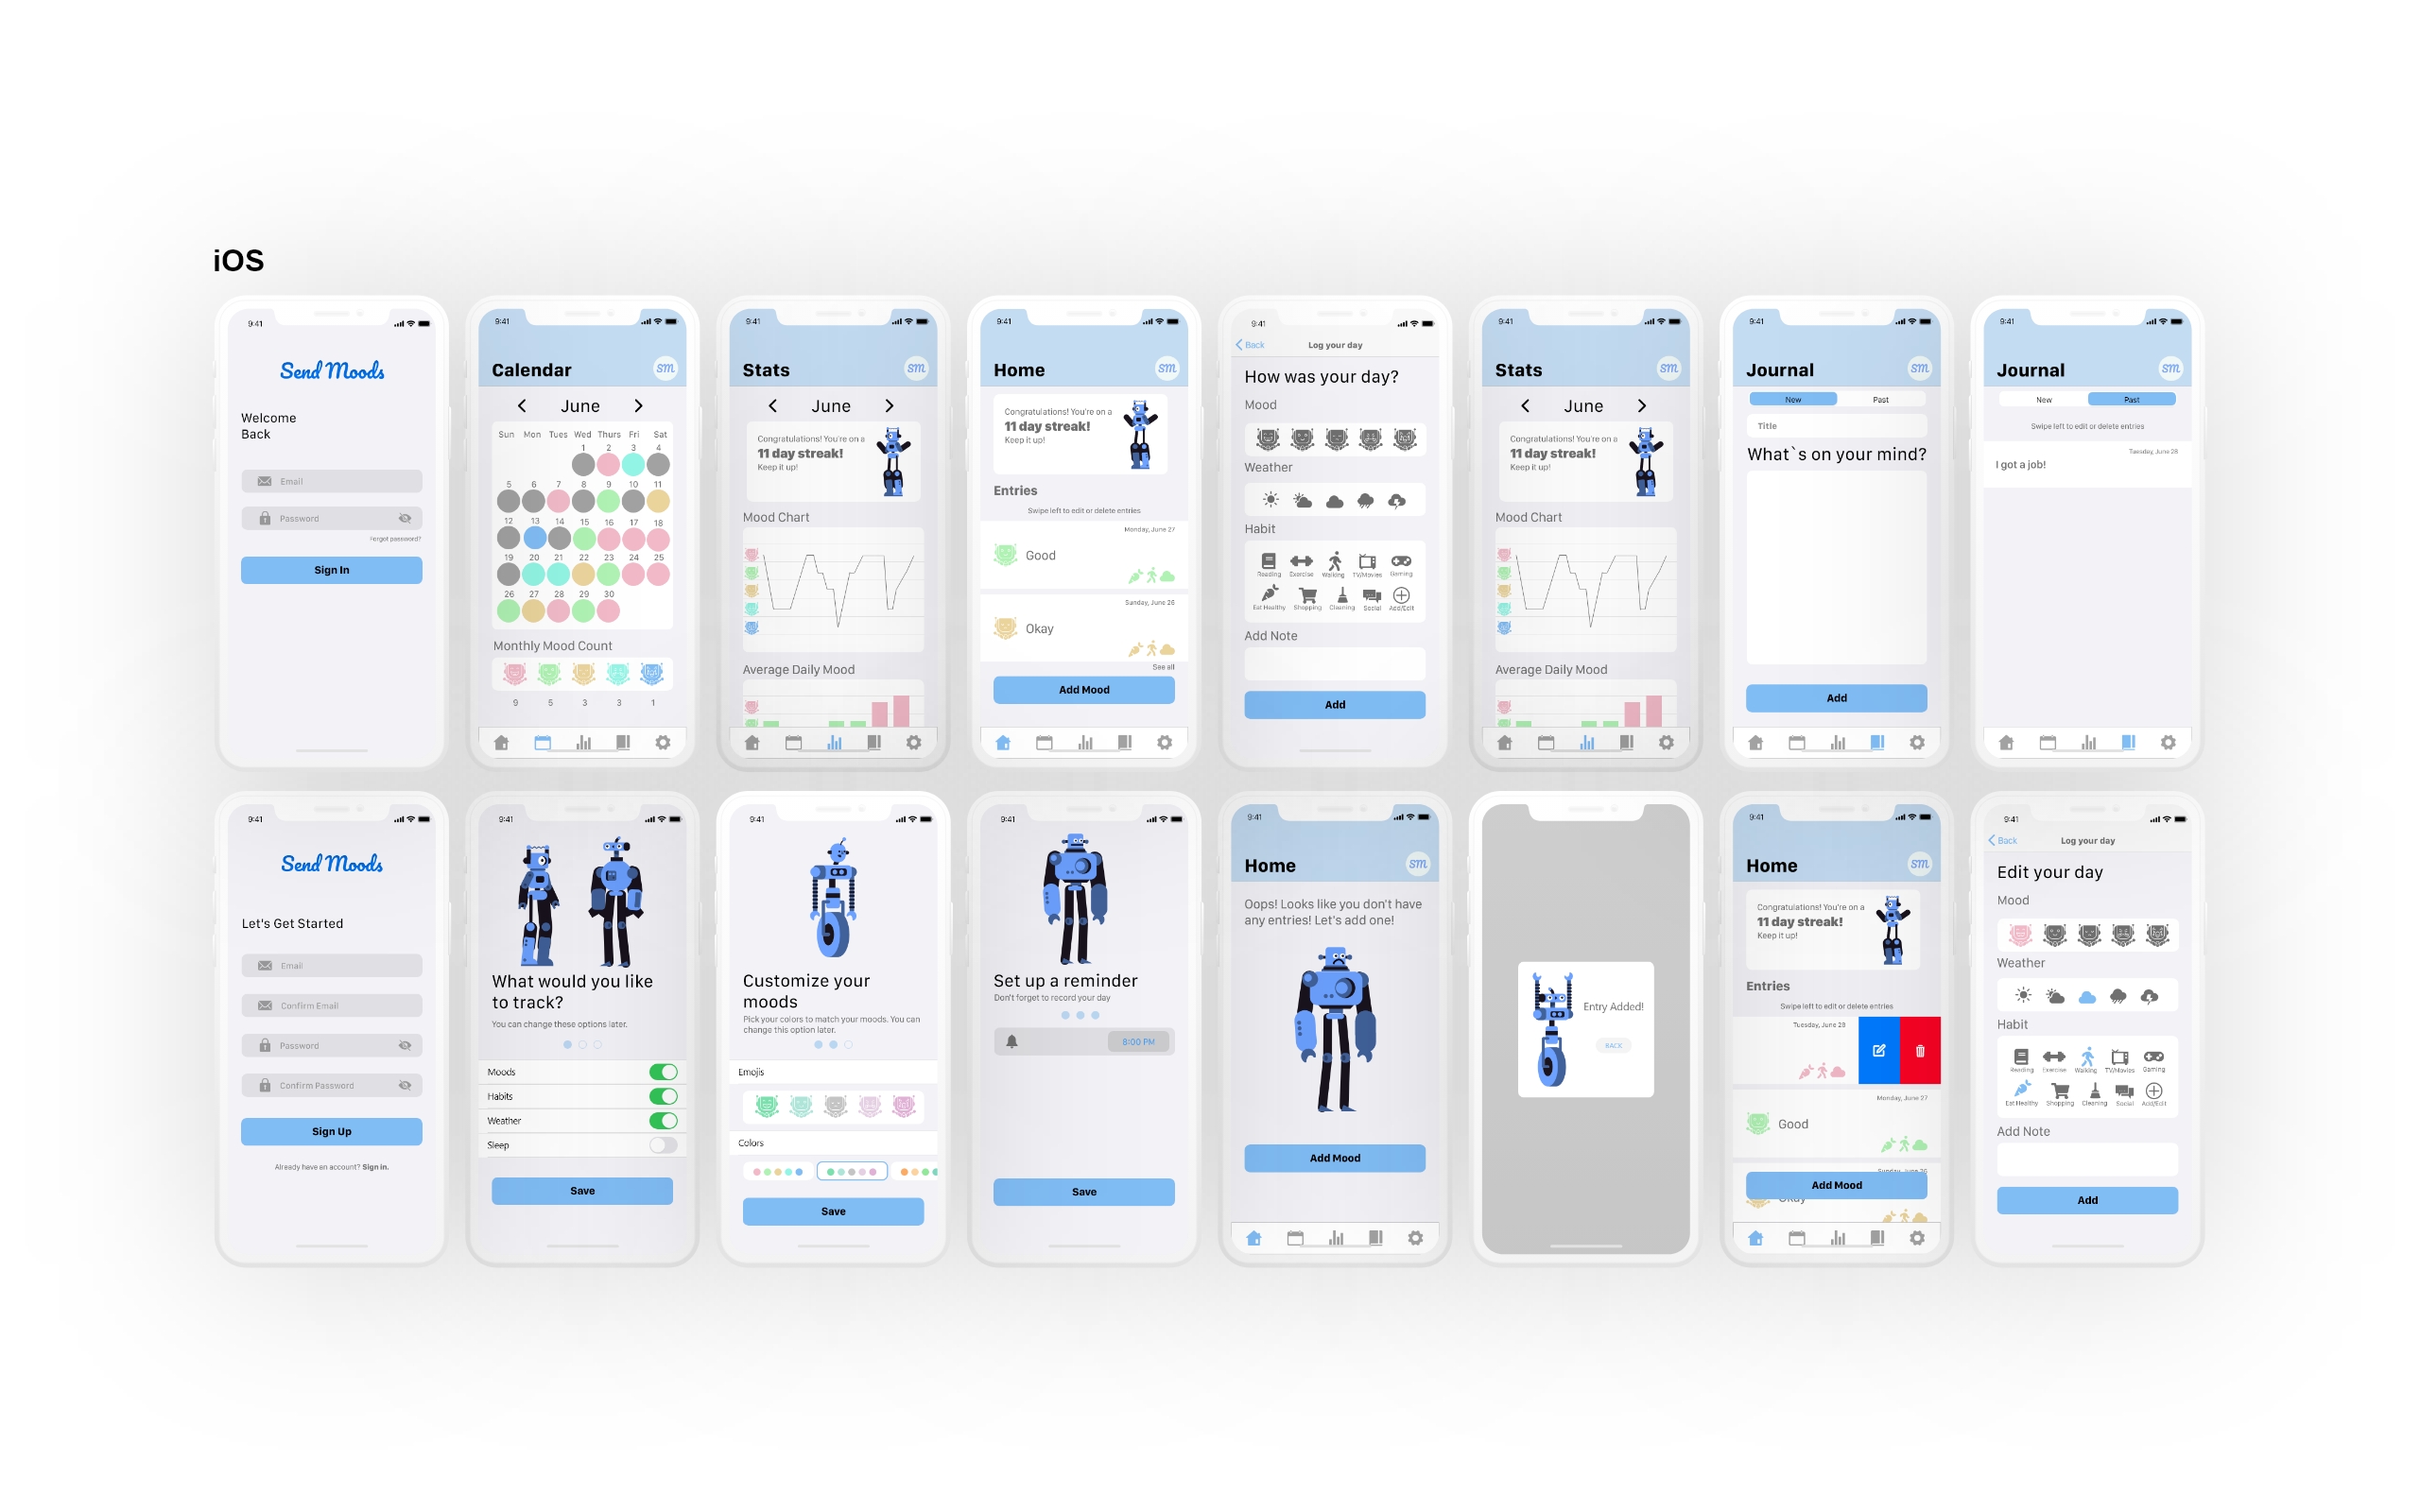 iOS
9:41
Send Moods
Welcome
Back
Email
Password
Forgot password?
Sign In
9:41
Calendar
sm
June
Sun Mon Tues Wed Thurs Fri Sat
1 2 3 4
5 6 7 8 9 10 11
12 13 14 15 16 17 18
19 20 21 22 23 24 25
26 27 28 29 30
Monthly Mood Count
9 5 3 3 1
9:41
Stats
sm
June
Congratulations! You're on a
11 day streak!
Keep it up!
Mood Chart
Average Daily Mood
9:41
Home
sm
Congratulations! You're on a
11 day streak!
Keep it up!
Entries
Swipe left to edit or delete entries
Monday, June 27
Good
Sunday, June 26
Okay
See all
Add Mood
9:41
Back
Log your day
How was your day?
Mood
Weather
Habit
Reading Exercise Walking TV/Movies Gaming
Eat Healthy Shopping Cleaning Social Add/Edit
Add Note
Add
9:41
Stats
sm
June
Congratulations! You're on a
11 day streak!
Keep it up!
Mood Chart
Average Daily Mood
9:41
Journal
sm
New Past
Title
What`s on your mind?
Add
9:41
Journal
sm
New Past
Swipe left to edit or delete entries
Tuesday, June 28
I got a job!
9:41
Send Moods
Let's Get Started
Email
Confirm Email
Password
Confirm Password
Sign Up
Already have an account? Sign in.
9:41
What would you like
to track?
You can change these options later.
Moods
Habits
Weather
Sleep
Save
9:41
Customize your
moods
Pick your colors to match your moods. You can
change this option later.
Emojis
Colors
Save
9:41
Set up a reminder
Don't forget to record your day
8:00 PM
Save
9:41
Home
sm
Oops! Looks like you don't have
any entries! Let's add one!
Add Mood
Entry Added!
BACK
9:41
Home
sm
Congratulations! You're on a
11 day streak!
Keep it up!
Entries
Swipe left to edit or delete entries
Tuesday, June 28
Monday, June 27
Good
Sunday, June 26
Add Mood
Okay
9:41
Back
Log your day
Edit your day
Mood
Weather
Habit
Reading Exercise Walking TV/Movies Gaming
Eat Healthy Shopping Cleaning Social Add/Edit
Add Note
Add